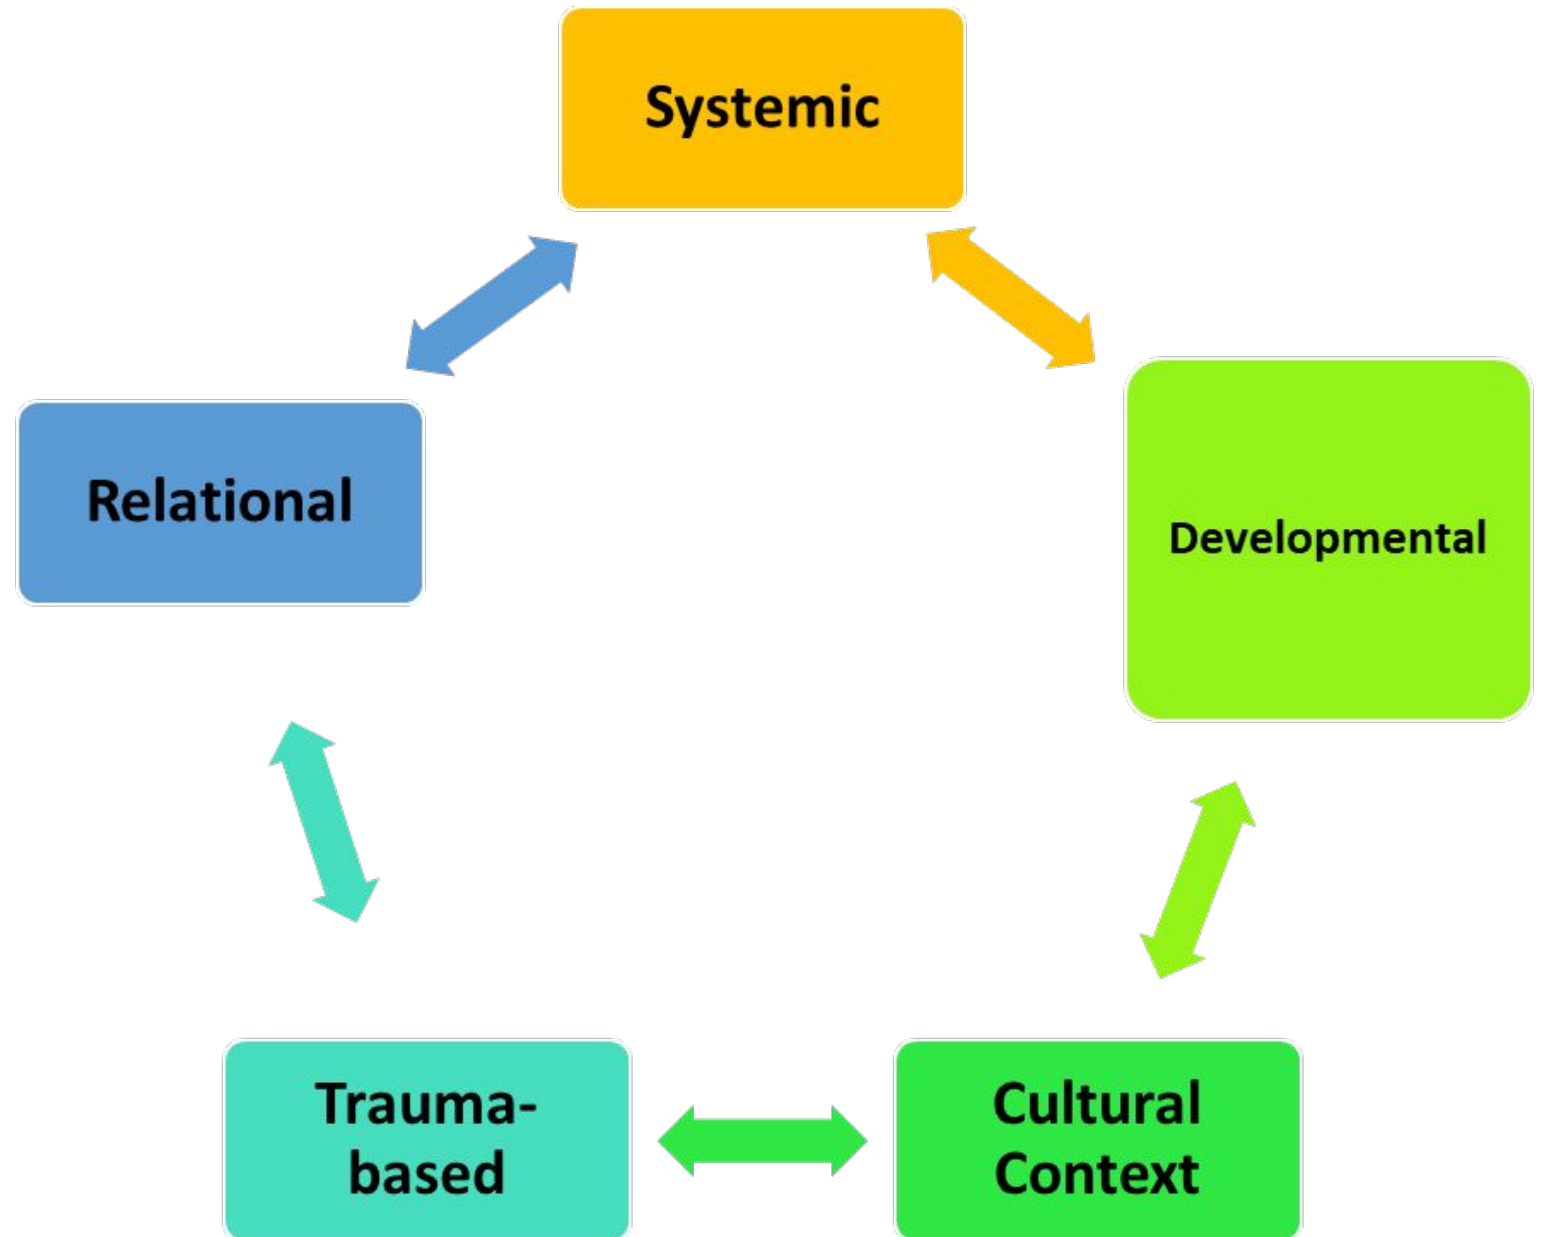 Systemic
Relational
Developmental
Trauma-
based
Cultural
Context